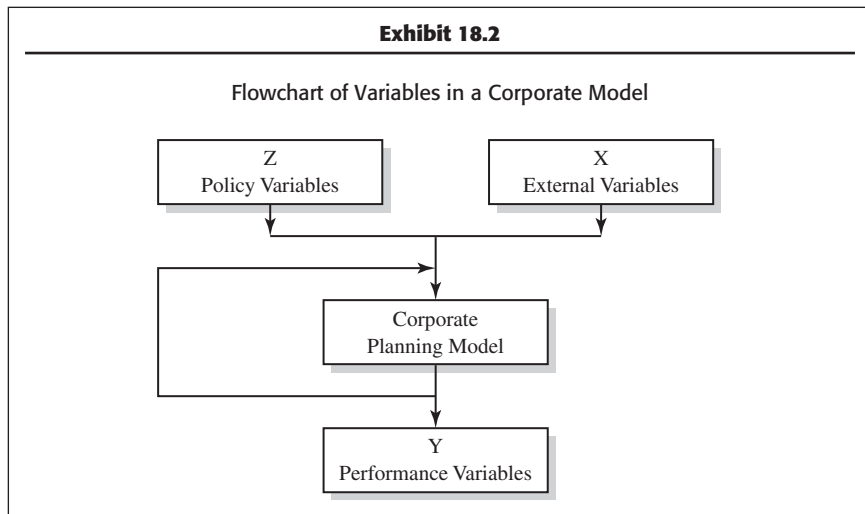 Exhibit 18.2
Flowchart of Variables in a Corporate Model
Z
Policy Variables
X
External Variables
Corporate
Planning Model
Y
Performance Variables